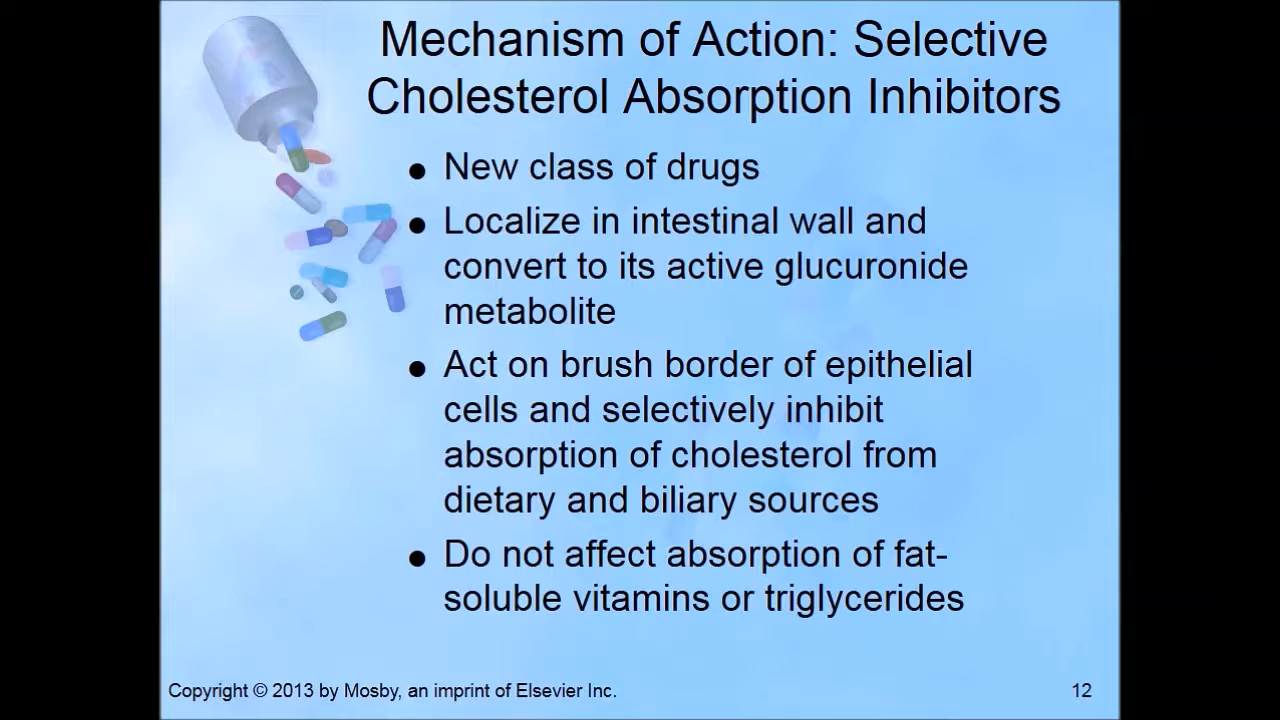 Mechanism of Action: Selective
Cholesterol Absorption Inhibitors
● New class of drugs
● Localize in intestinal wall and
convert to its active glucuronide
metabolite
● Act on brush border of epithelial
cells and selectively inhibit
absorption of cholesterol from
dietary and biliary sources
● Do not affect absorption of fat-
soluble vitamins or triglycerides
Copyright © 2013 by Mosby, an imprint of Elsevier Inc.
12